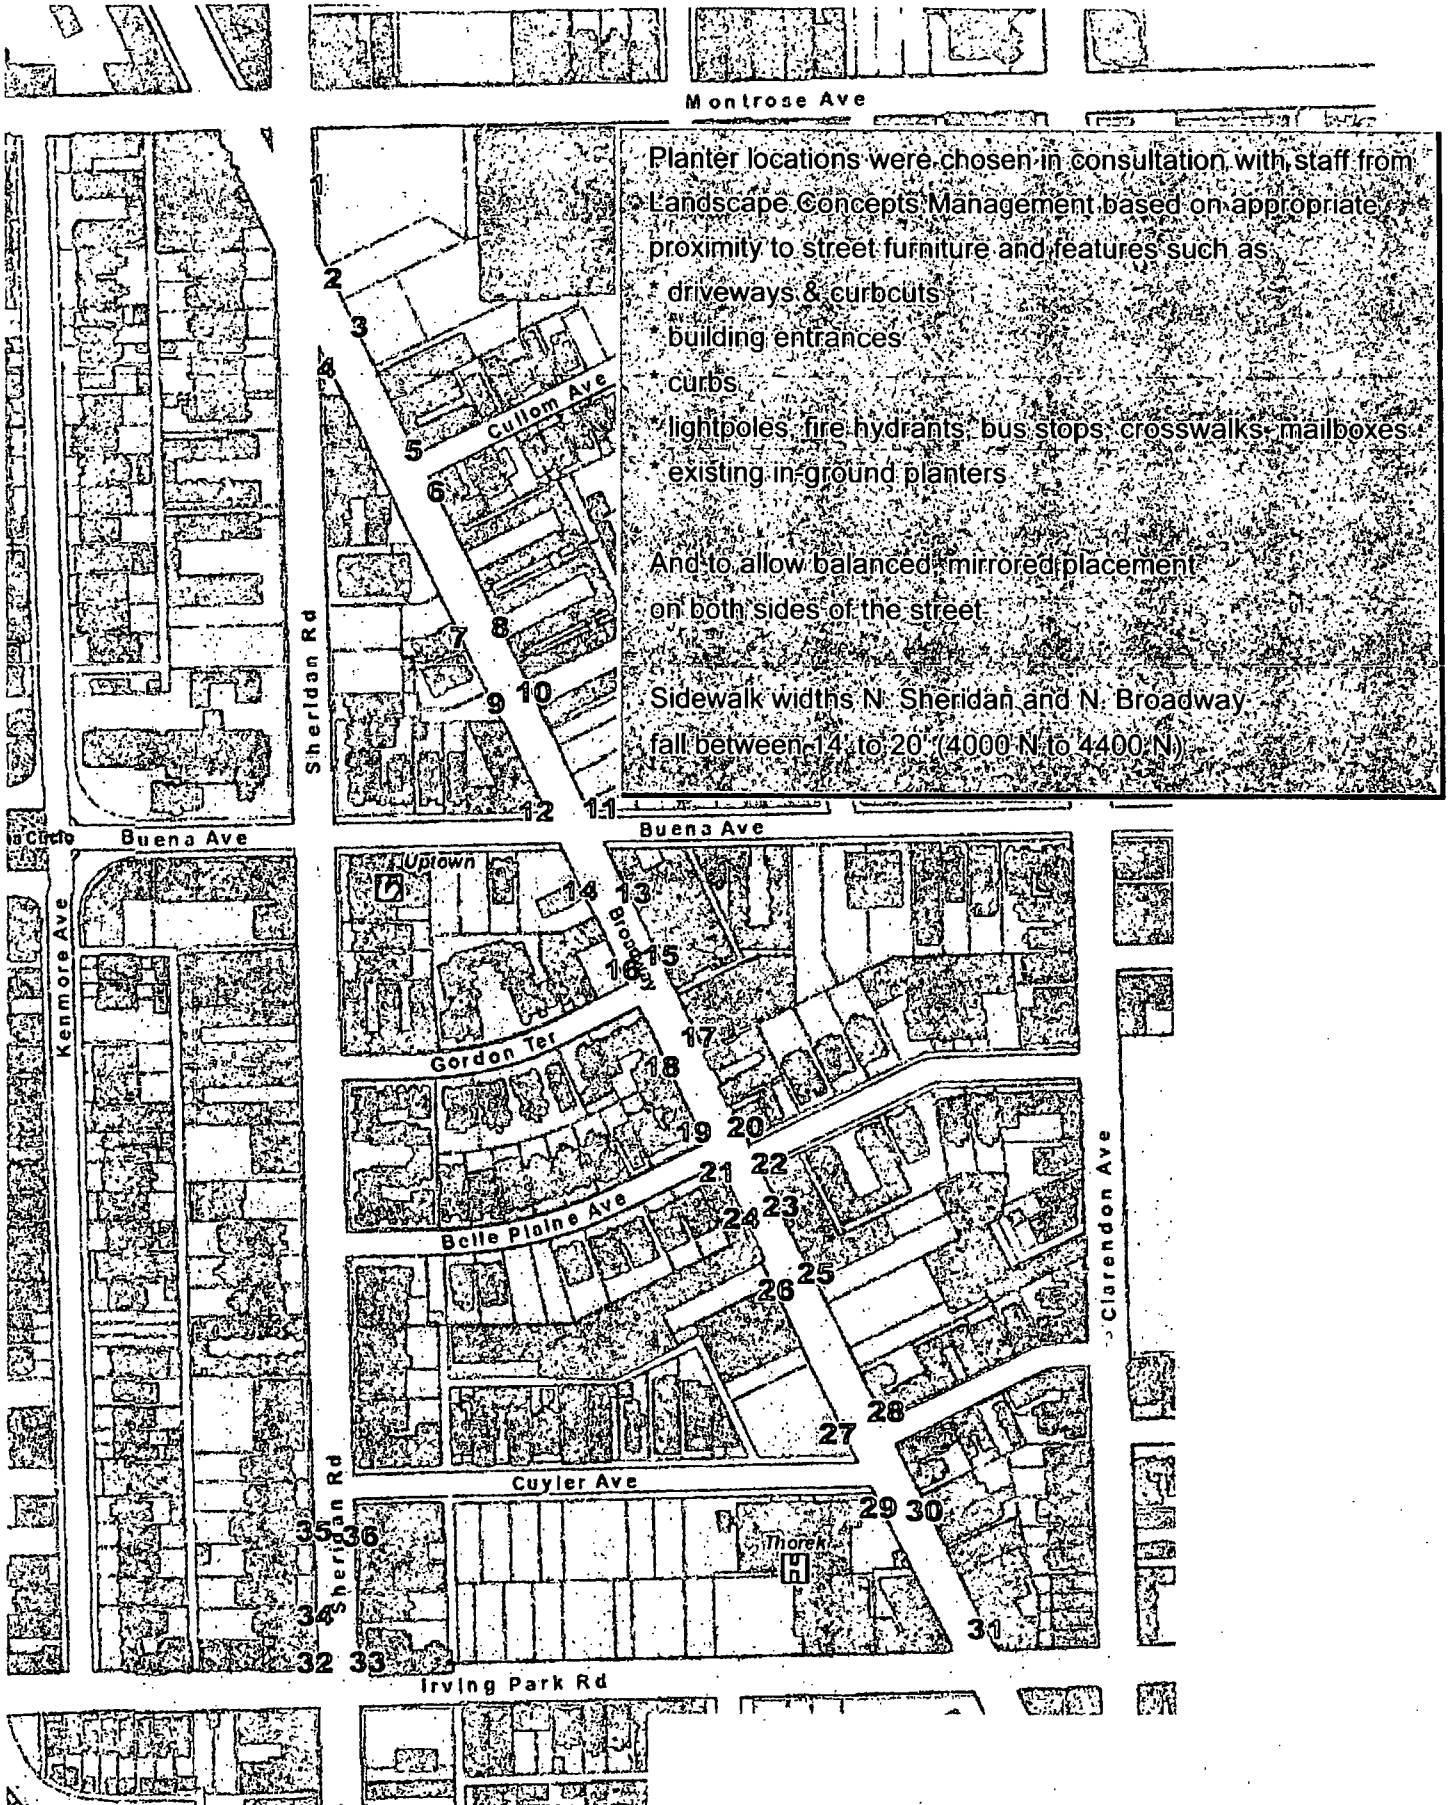 Montrose Ave
Planter locations were chosen in consultation with staff from
Landscape Concepts Management based on appropriate
proximity to street furniture and features such as
* driveways & curbcuts
* building entrances
* curbs
* lightpoles, fire hydrants, bus stops, crosswalks, mailboxes
* existing in-ground planters
And to allow balanced, mirrored placement
on both sides of the street
Sidewalk widths N. Sheridan and N. Broadway
fall between 14' to 20' (4000 N to 4400 N)
1
2
3
4
Cullom Ave
5
6
Sheridan Rd
7
8
9
10
12
11
Circle
Buena Ave
Buena Ave
Uptown
14
13
Broadway
15
16
Kenmore Ave
17
Gordon Ter
18
19
20
21
22
Belle Plaine Ave
23
24
Clarendon Ave
25
26
28
27
Sheridan Rd
Cuyler Ave
29
30
35
36
Thorek
H
34
Sheridan Rd
31
32
33
Irving Park Rd